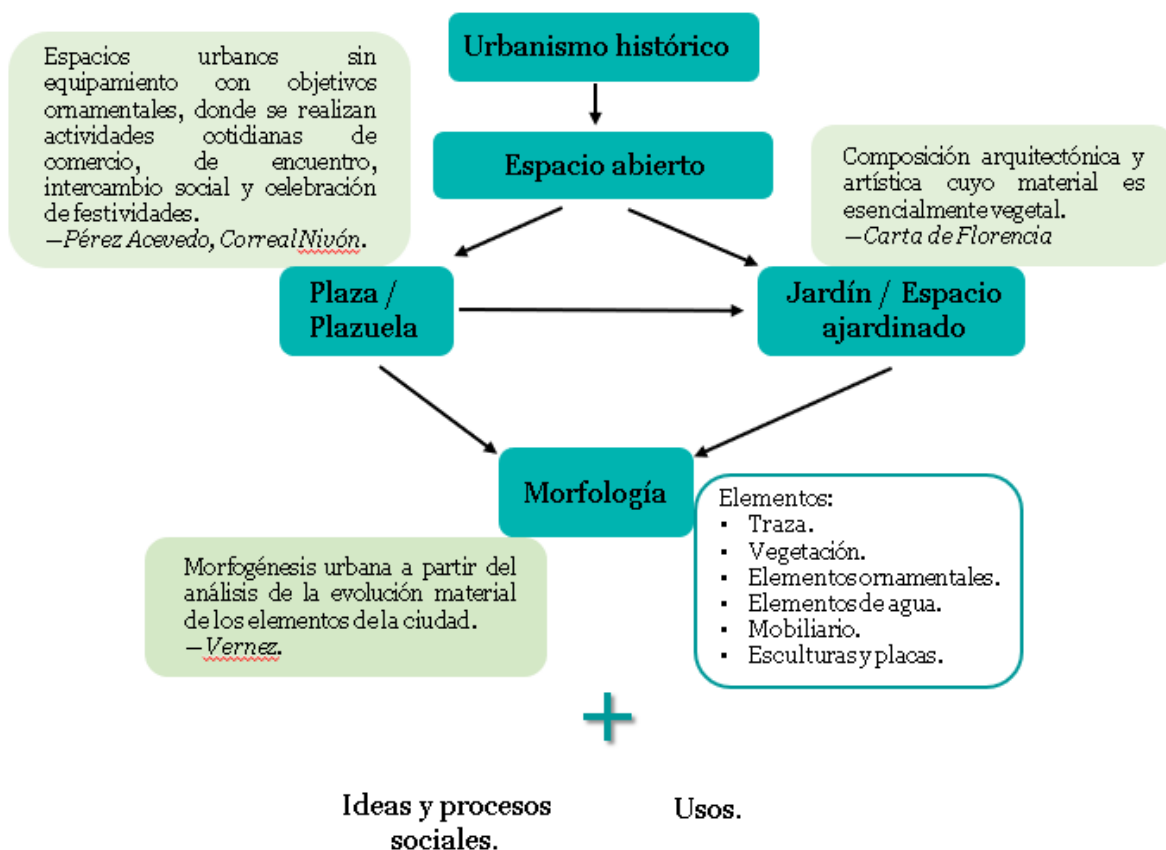 Urbanismo histórico
Espacios urbanos sin
equipamiento con objetivos
ornamentales, donde se realizan
actividades cotidianas de
comercio, de encuentro,
intercambio social y celebración
de festividades.
—Pérez Acevedo, Correal Nivón.
Espacio abierto
Composición arquitectónica y
artística cuyo material es
esencialmente vegetal.
—Carta de Florencia
Plaza /
Plazuela
Jardín / Espacio
ajardinado
Morfología
Elementos:
▪ Traza.
▪ Vegetación.
▪ Elementos ornamentales.
▪ Elementos de agua.
▪ Mobiliario.
▪ Esculturas y placas.
Morfogénesis urbana a partir del
análisis de la evolución material
de los elementos de la ciudad.
—Vernez.
+
Ideas y procesos
sociales.
Usos.